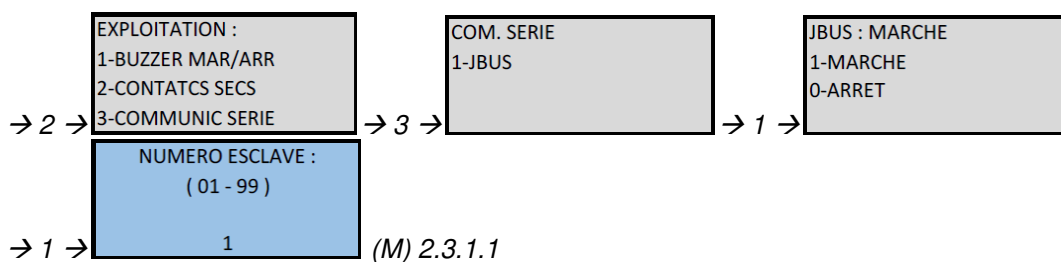 → 2 →
EXPLOITATION :
1-BUZZER MAR/ARR
2-CONTATCS SECS
3-COMMUNIC SERIE
→ 3 →
COM. SERIE
1-JBUS
→ 1 →
JBUS : MARCHE
1-MARCHE
0-ARRET
→ 1 →
NUMERO ESCLAVE :
( 01 - 99 )
1
(M) 2.3.1.1